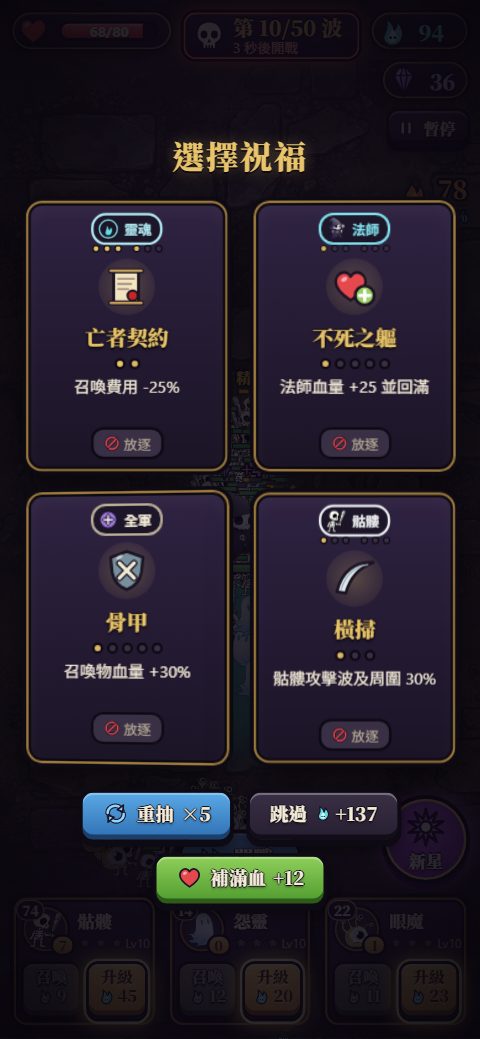 68/80
第 10/50 波
3 秒後開戰
94
36
暫停
78
選擇祝福
靈魂
亡者契約
召喚費用 -25%
放逐
法師
不死之軀
法師血量 +25 並回滿
放逐
全軍
骨甲
召喚物血量 +30%
放逐
骷髏
橫掃
骷髏攻擊波及周圍 30%
放逐
重抽 ×5
跳過 +137
補滿血 +12
新星
74
骷髏
7
Lv10
召喚
9
升級
45
14
怨靈
0
Lv10
召喚
12
升級
20
22
眼魔
1
Lv10
召喚
11
升級
23